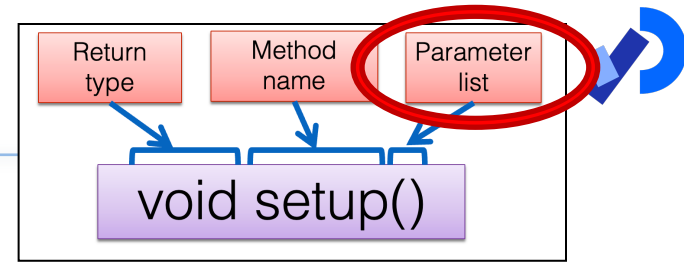 Return
type
Method
name
Parameter
list
void setup()